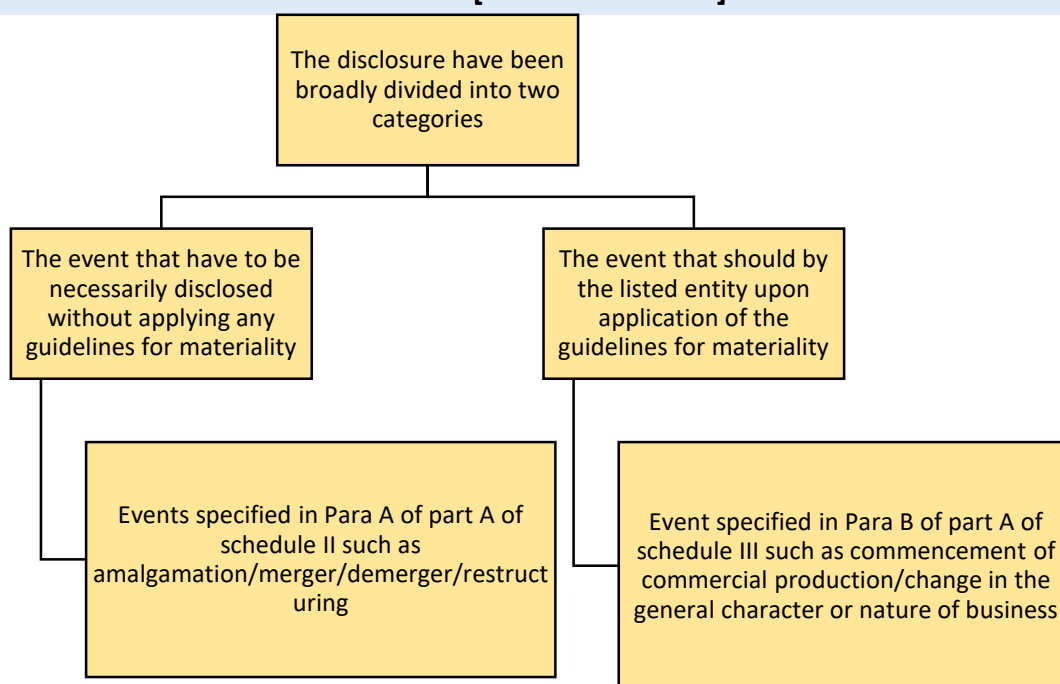 The disclosure have been
broadly divided into two
categories
The event that have to be
necessarily disclosed
without applying any
guidelines for materiality
The event that should by
the listed entity upon
application of the
guidelines for materiality
Events specified in Para A of part A of
schedule II such as
amalgamation/merger/demerger/restruct
uring
Event specified in Para B of part A of
schedule III such as commencement of
commercial production/change in the
general character or nature of business